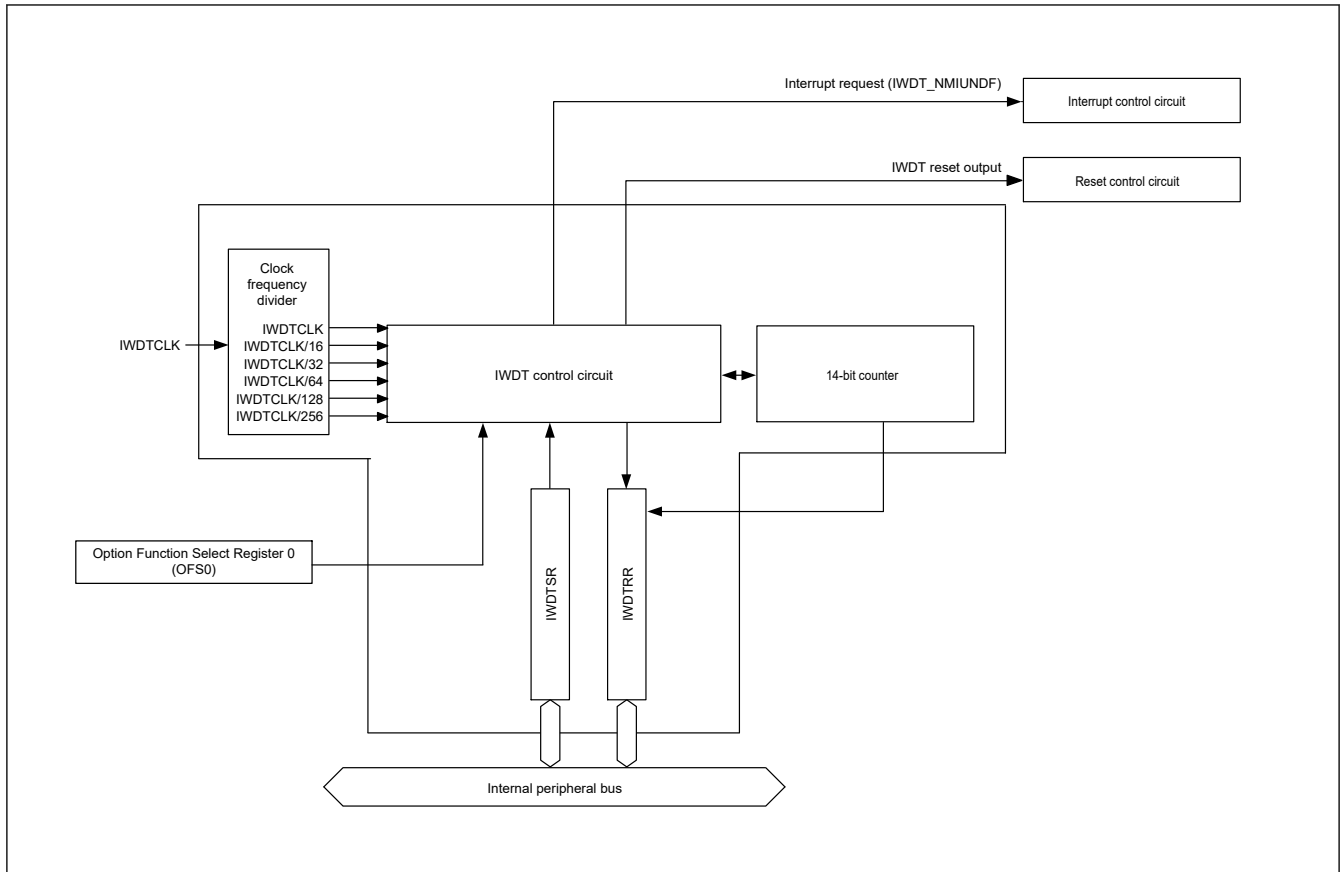 Interrupt request (IWDT_NMIUNDF)
Interrupt control circuit
IWDT reset output
Reset control circuit
Clock
frequency
divider
IWDTCLK
IWDTCLK
IWDTCLK/16
IWDTCLK/32
IWDTCLK/64
IWDTCLK/128
IWDTCLK/256
IWDT control circuit
14-bit counter
Option Function Select Register 0
(OFS0)
IWDTSR
IWDTRR
Internal peripheral bus